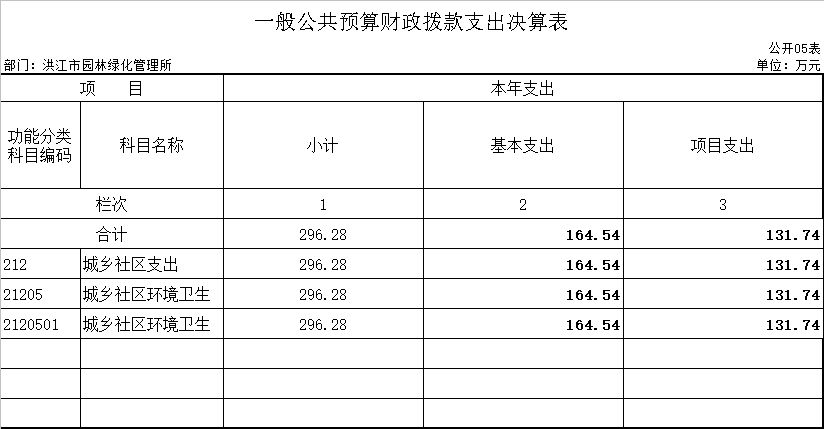 一般公共预算财政拨款支出决算表
公开05表
部门：洪江市园林绿化管理所 单位：万元
项 目 本年支出
功能分类
科目编码 科目名称 小计 基本支出 项目支出
栏次 1 2 3
合计 296.28 164.54 131.74
212 城乡社区支出 296.28 164.54 131.74
21205 城乡社区环境卫生 296.28 164.54 131.74
2120501 城乡社区环境卫生 296.28 164.54 131.74